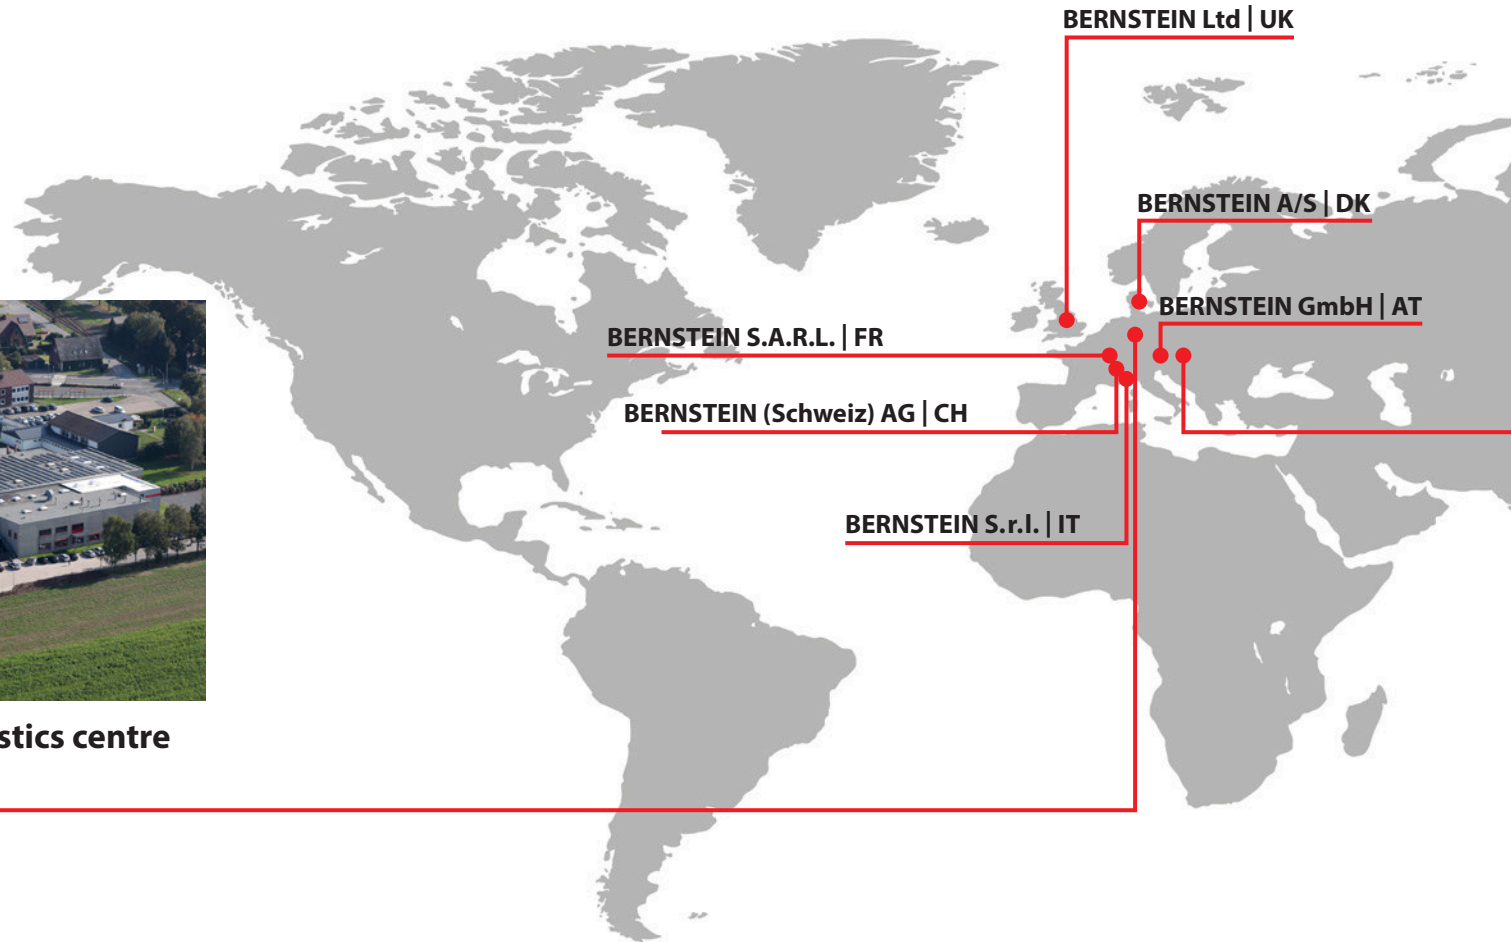 BERNSTEIN Ltd | UK
BERNSTEIN A/S | DK
BERNSTEIN GmbH | AT
BERNSTEIN S.A.R.L. | FR
BERNSTEIN (Schweiz) AG | CH
BERNSTEIN S.r.l. | IT
stics centre